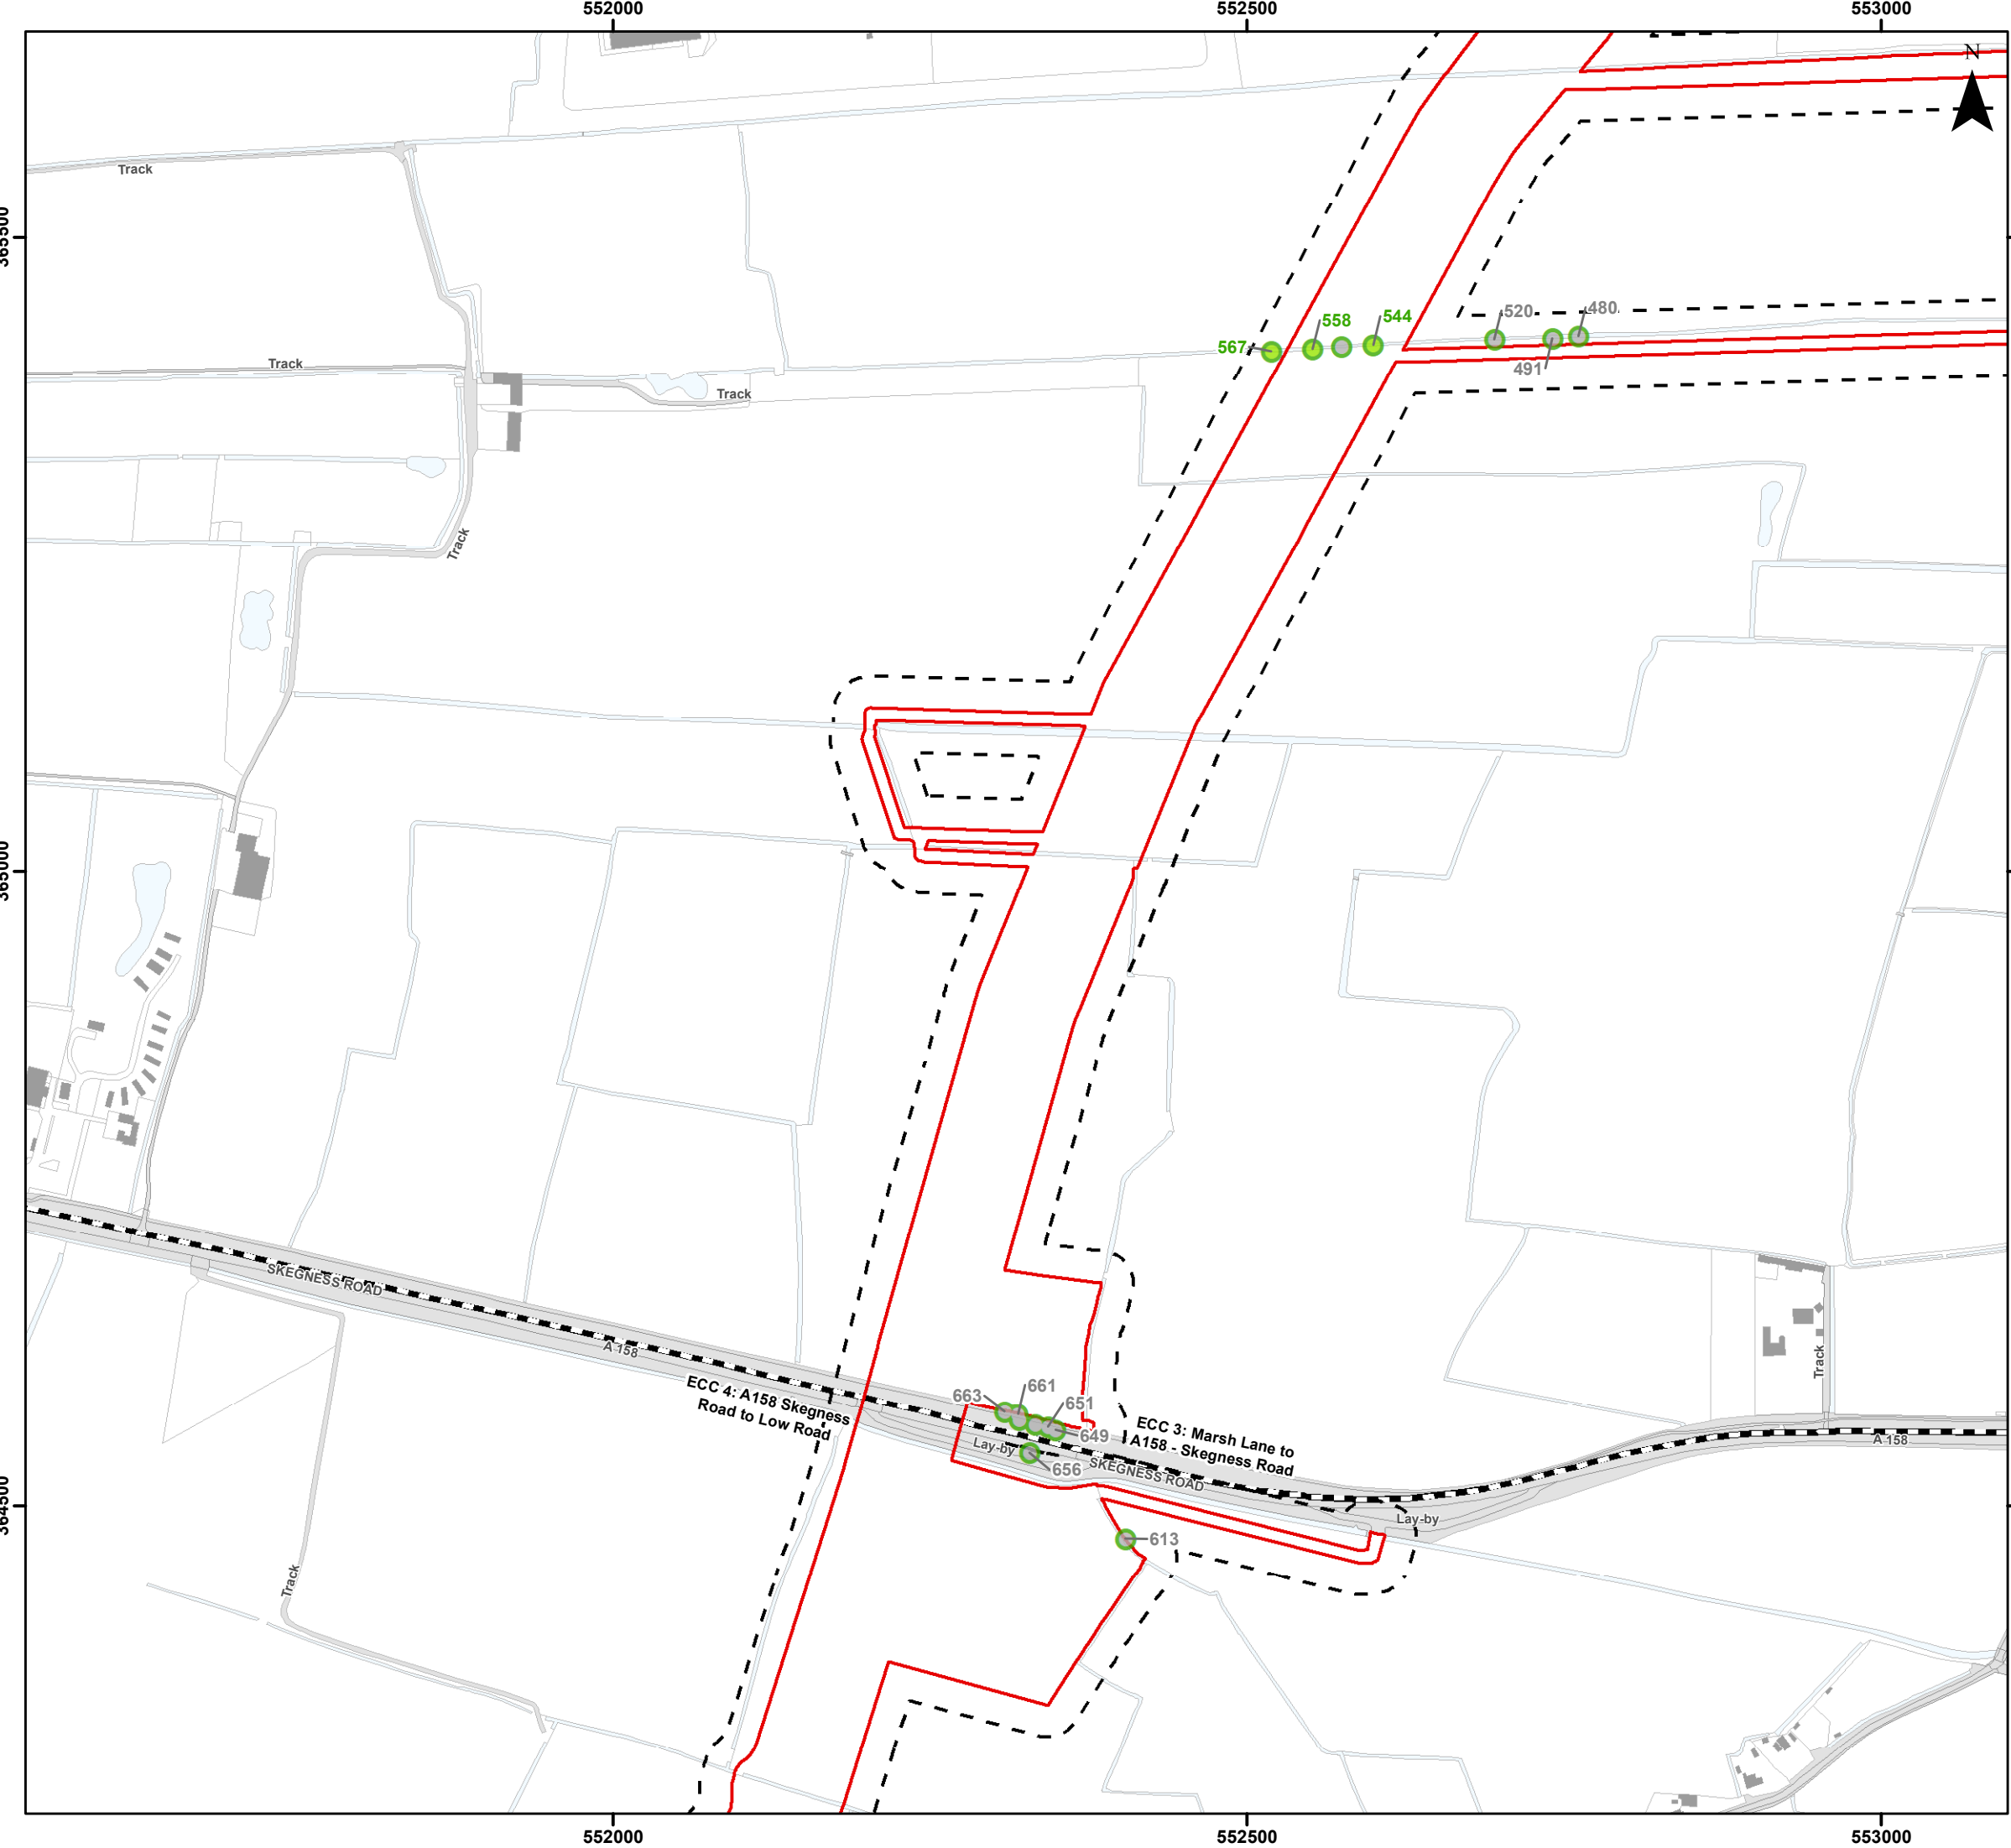 552000
552500
553000
N
Track
365500
480
520
544
558
567
491
Track
Track
Track
365000
SKEGNESS ROAD
A 158
Track
ECC 4: A158 Skegness
Road to Low Road
663
661
651
649
ECC 3: Marsh Lane to
A158 - Skegness Road
A 158
Lay-by
656
SKEGNESS ROAD
364500
Lay-by
613
Track
552000
552500
553000